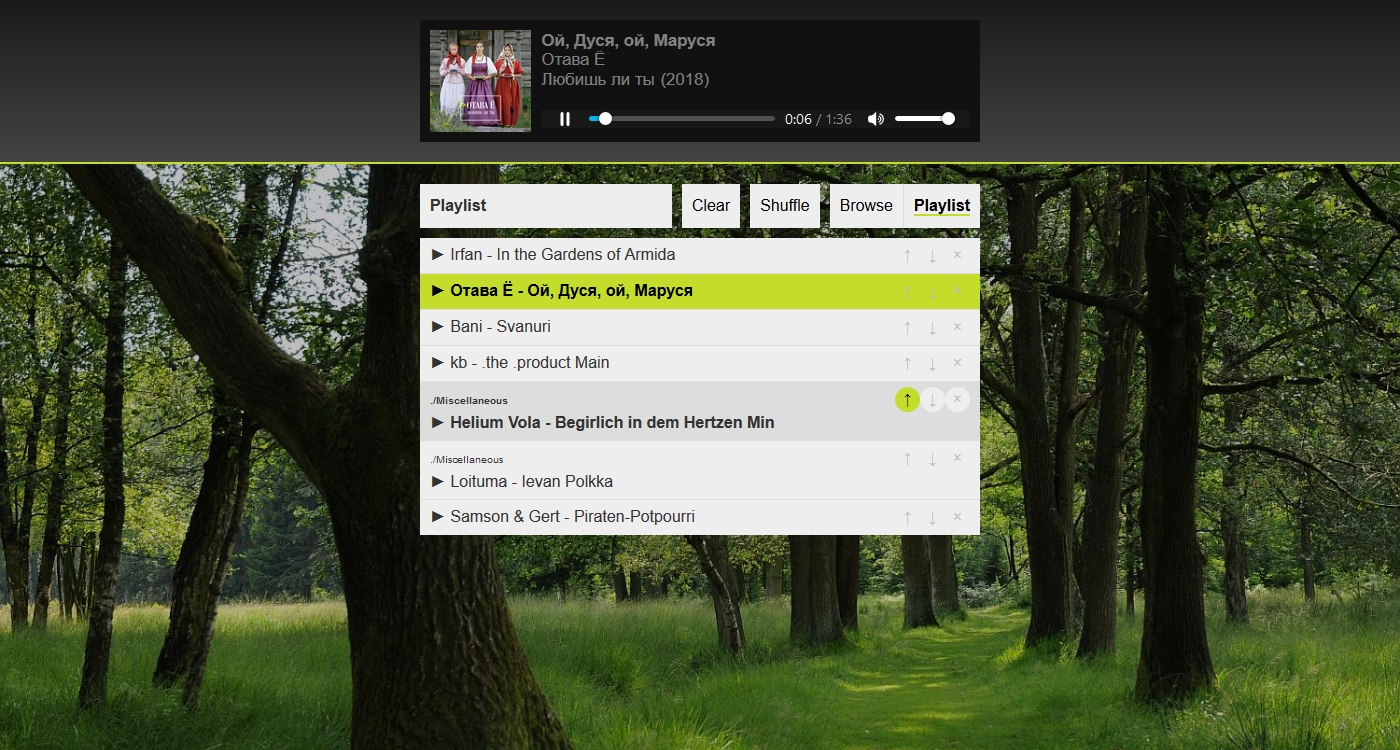 Ой, Дуся, ой, Маруся
Отава Ё
Любишь ли ты (2018)
ОТАВА Ё
0:06 / 1:36
Playlist
Clear
Shuffle
Browse
Playlist
► Irfan - In the Gardens of Armida ↑ ↓ ×
► Отава Ё - Ой, Дуся, ой, Маруся ↑ ↓ ×
► Bani - Svanuri ↑ ↓ ×
► kb - .the .product Main ↑ ↓ ×
./Miscellaneous ↑ ↓ ×
► Helium Vola - Begirlich in dem Hertzen Min
./Miscellaneous ↑ ↓ ×
► Loituma - Ievan Polkka
► Samson & Gert - Piraten-Potpourri ↑ ↓ ×